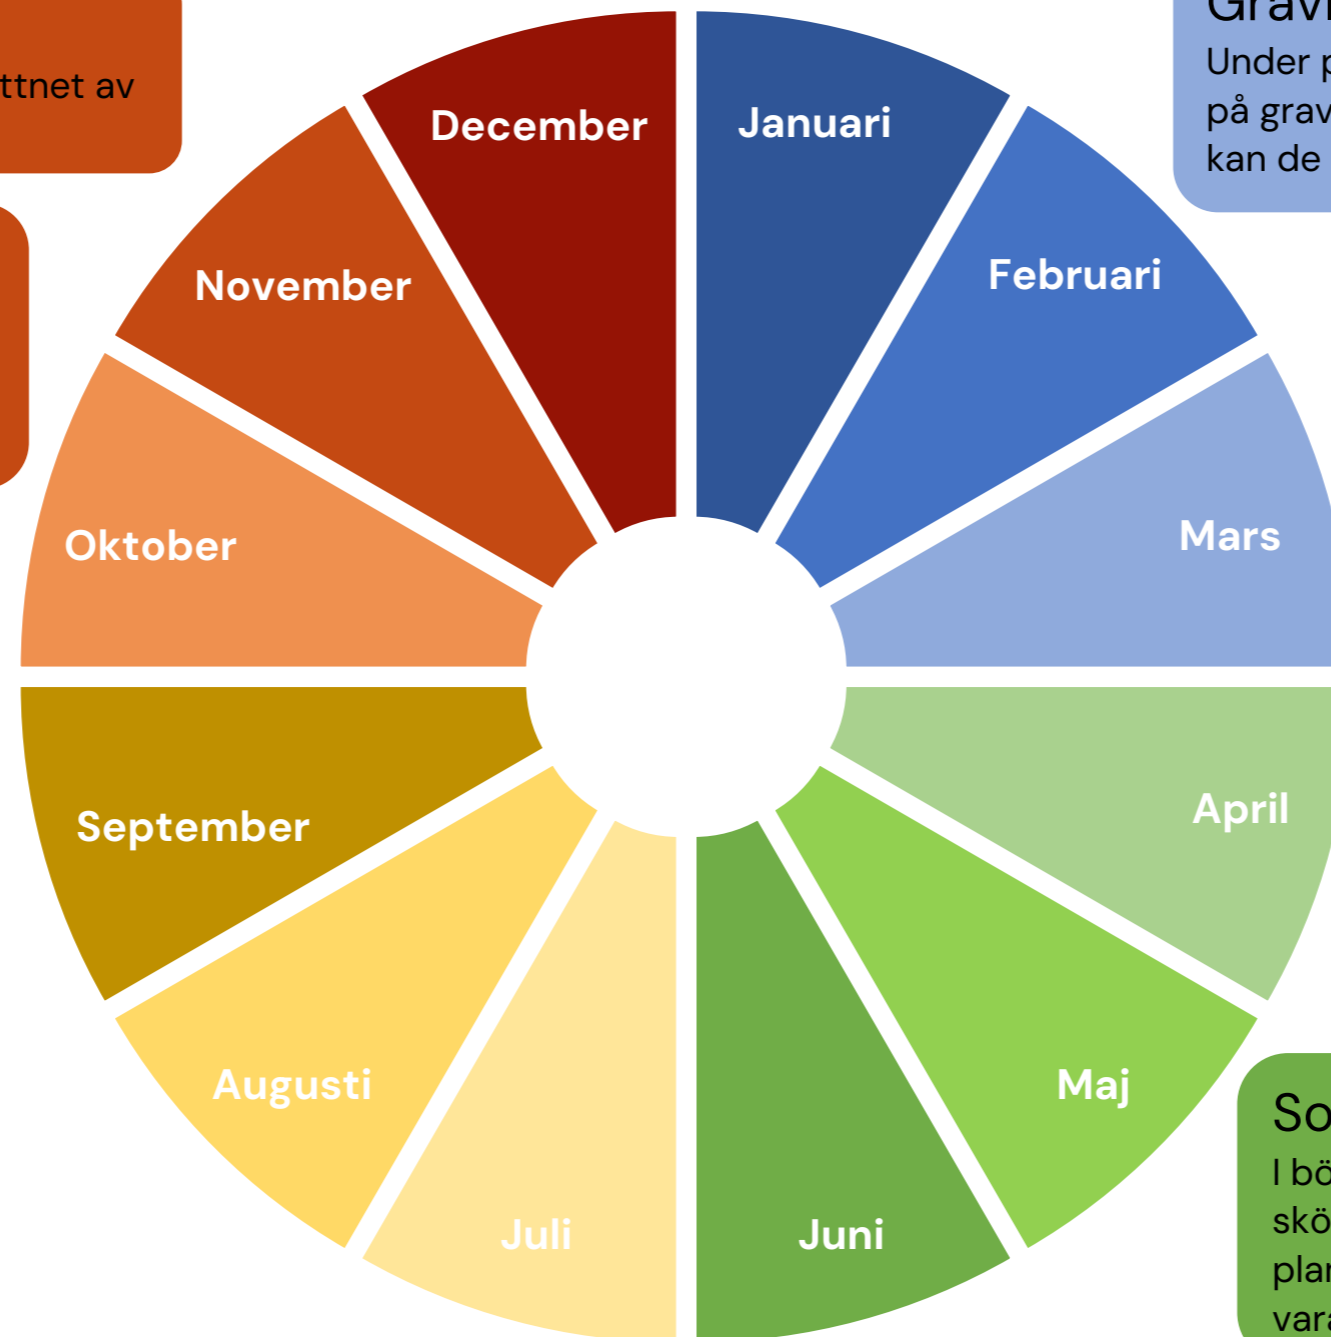 ttnet av
December
Januari
November
Februari
Oktober
Mars
September
April
Augusti
Maj
Juli
Juni
Under
på grav
kan de
So
I bö
skö
plan
vara